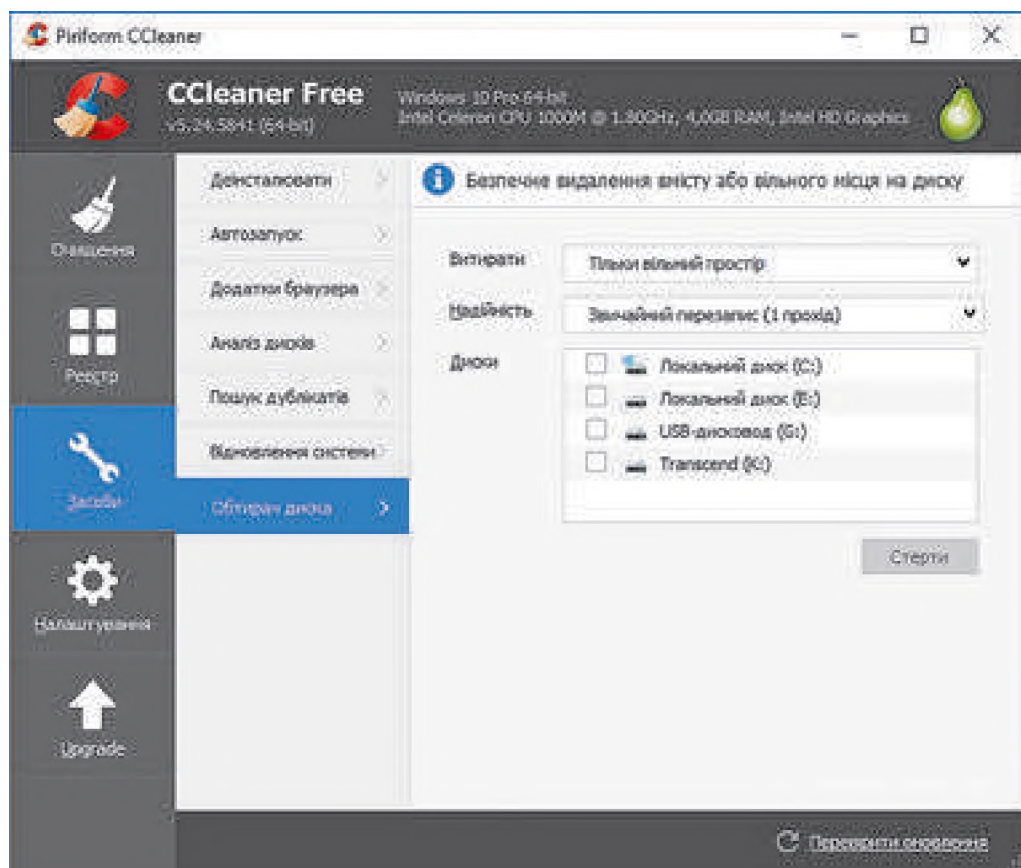 Piriform CCleaner
CCleaner Free
v5.24.5841 (64-bit)
Windows 10 Pro 64-bit
Intel Celeron CPU 1000M @ 1.80GHz, 4,0GB RAM, Intel HD Graphics
Очищення
Реєстр
Засоби
Налаштування
Upgrade
Деінсталювати
Автозапуск
Додатки браузера
Аналіз дисків
Пошук дублікатів
Відновлення системи
Обтирач диска
Безпечне видалення вмісту або вільного місця на диску
Витирати
Тільки вільний простір
Надійність
Звичайний перезапис (1 прохід)
Диски
Локальний диск (C:)
Локальний диск (E:)
USB-дисковод (G:)
Transcend (K:)
Стерти
Перевірити оновлення